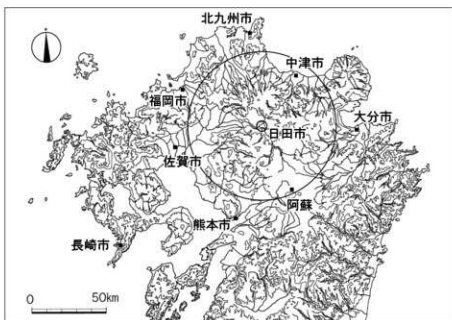 北九州市
中津市
福岡市
大分市
日田市
佐賀市
阿蘇
熊本市
長崎市
0 50km